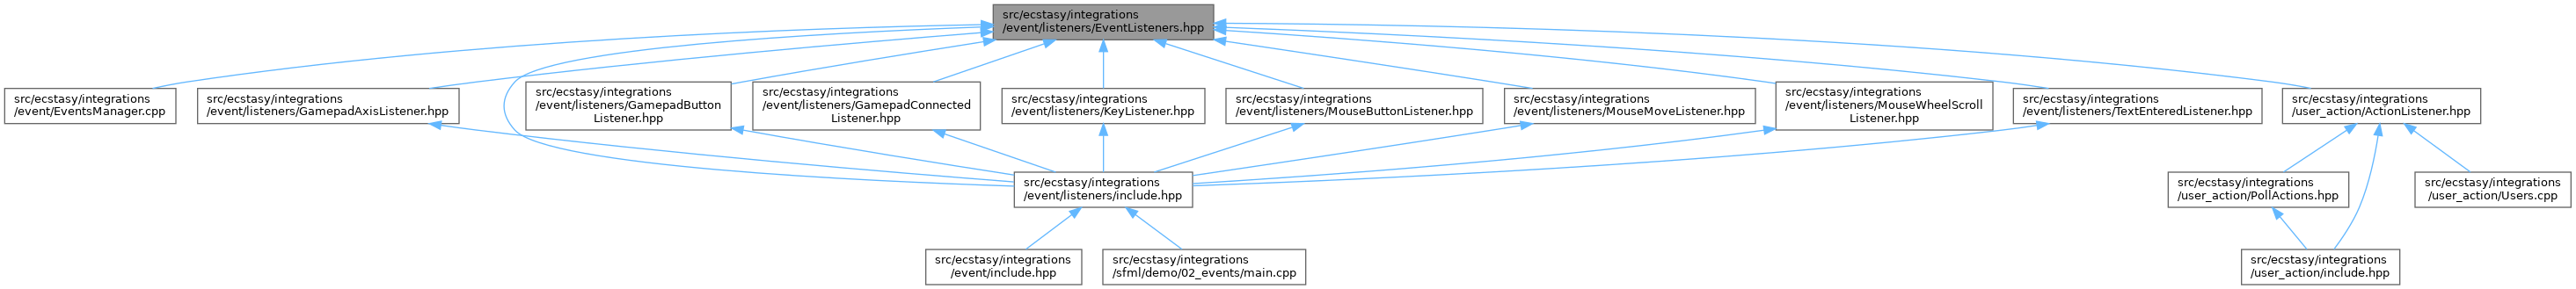 src/ecstasy/integrations
/event/listeners/EventListeners.hpp
src/ecstasy/integrations
/event/EventsManager.cpp
src/ecstasy/integrations
/event/listeners/GamepadAxisListener.hpp
src/ecstasy/integrations
/event/listeners/GamepadButton
Listener.hpp
src/ecstasy/integrations
/event/listeners/GamepadConnected
Listener.hpp
src/ecstasy/integrations
/event/listeners/KeyListener.hpp
src/ecstasy/integrations
/event/listeners/MouseButtonListener.hpp
src/ecstasy/integrations
/event/listeners/MouseMoveListener.hpp
src/ecstasy/integrations
/event/listeners/MouseWheelScroll
Listener.hpp
src/ecstasy/integrations
/event/listeners/TextEnteredListener.hpp
src/ecstasy/integrations
/user_action/ActionListener.hpp
src/ecstasy/integrations
/event/listeners/include.hpp
src/ecstasy/integrations
/user_action/PollActions.hpp
src/ecstasy/integrations
/user_action/Users.cpp
src/ecstasy/integrations
/event/include.hpp
src/ecstasy/integrations
/sfml/demo/02_events/main.cpp
src/ecstasy/integrations
/user_action/include.hpp